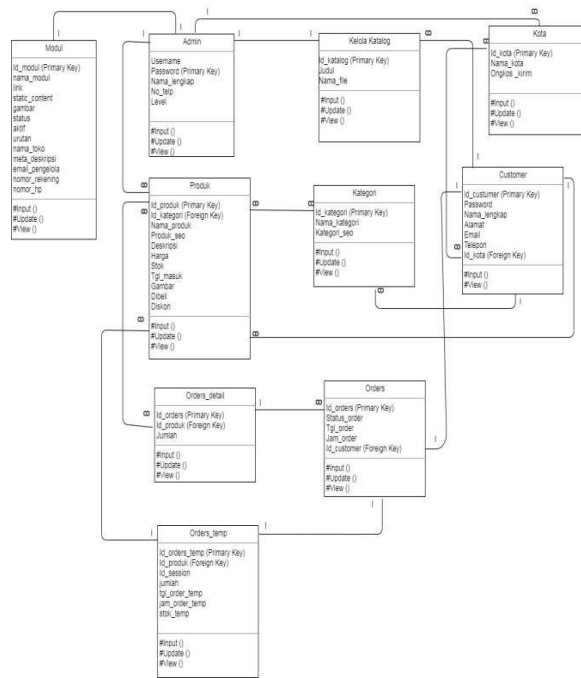 Modul
Id_modul (Primary Key)
nama_modul
link
static_content
gambar
status
aktif
urutan
nama_toko
meta_deskripsi
email_pengelola
nomor_rekening
nomor_hp
#Input ()
#Update ()
#View ()
Admin
Username
Password (Primary Key)
Nama_lengkap
No_telp
Level
#Input ()
#Update ()
#View ()
Kelola Katalog
Id_katalog (Primary Key)
Judul
Nama_file
#Input ()
#Update ()
#View ()
Kota
Id_kota (Primary Key)
Nama_kota
Ongkos _kirim
#Input ()
#Update ()
#View ()
Produk
Id_produk (Primary Key)
Id_kategori (Foreign Key)
Nama_produk
Produk_seo
Deskripsi
Harga
Stok
Tgl_masuk
Gambar
Dibeli
Diskon
#Input ()
#Update ()
#View ()
Kategori
Id_kategori (Primary Key)
Nama_kategori
Kategori_seo
#Input ()
#Update ()
#View ()
Customer
Id_custumer (Primary Key)
Password
Nama_lengkap
Alamat
Email
Telepon
Id_kota (Foreign Key)
#Input ()
#Update ()
#View ()
Orders_detail
Id_orders (Primary Key)
Id_produk (Foreign Key)
Jumlah
#Input ()
#Update ()
#View ()
Orders
Id_orders (Primary Key)
Status_order
Tgl_order
Jam_order
Id_customer (Foreign Key)
#Input ()
#Update ()
#View ()
Orders_temp
Id_orders_temp (Primary Key)
Id_produk (Foreign Key)
Id_session
jumlah
tgl_order_temp
jam_order_temp
stok_temp
#Input ()
#Update ()
#View ()